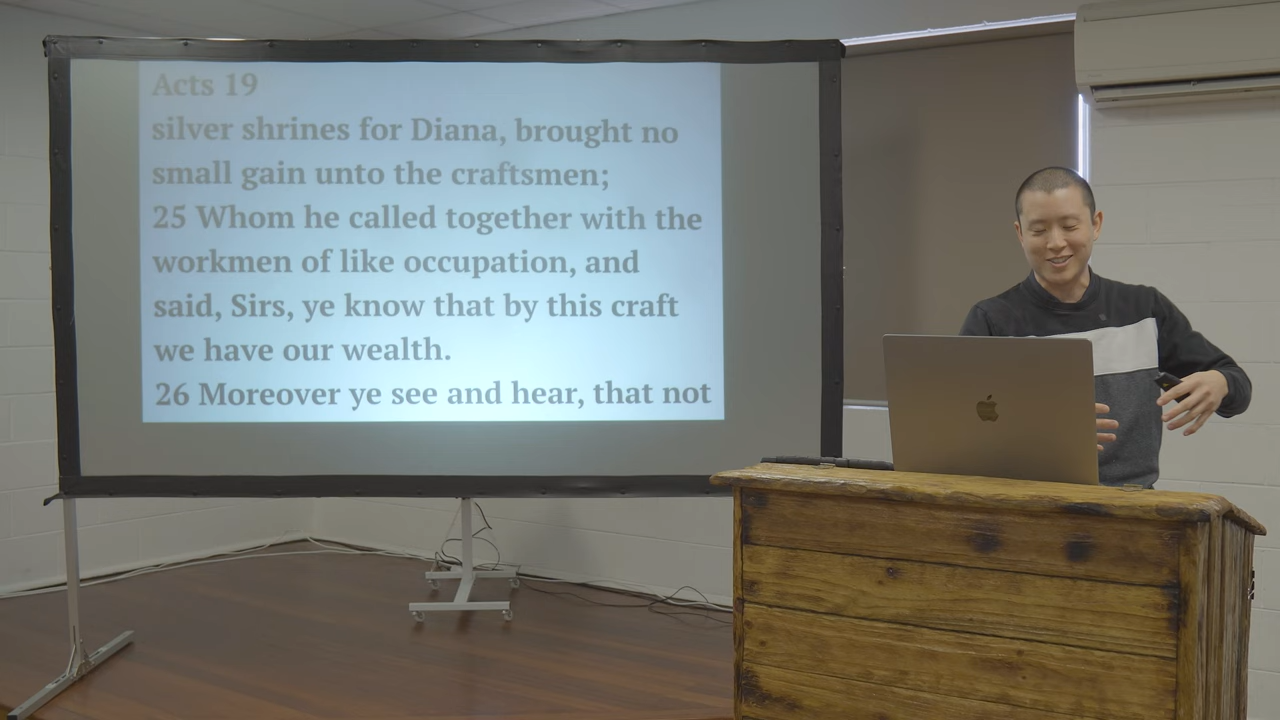 Acts 19
silver shrines for Diana, brought no
small gain unto the craftsmen;
25 Whom he called together with the
workmen of like occupation, and
said, Sirs, ye know that by this craft
we have our wealth.
26 Moreover ye see and hear, that not